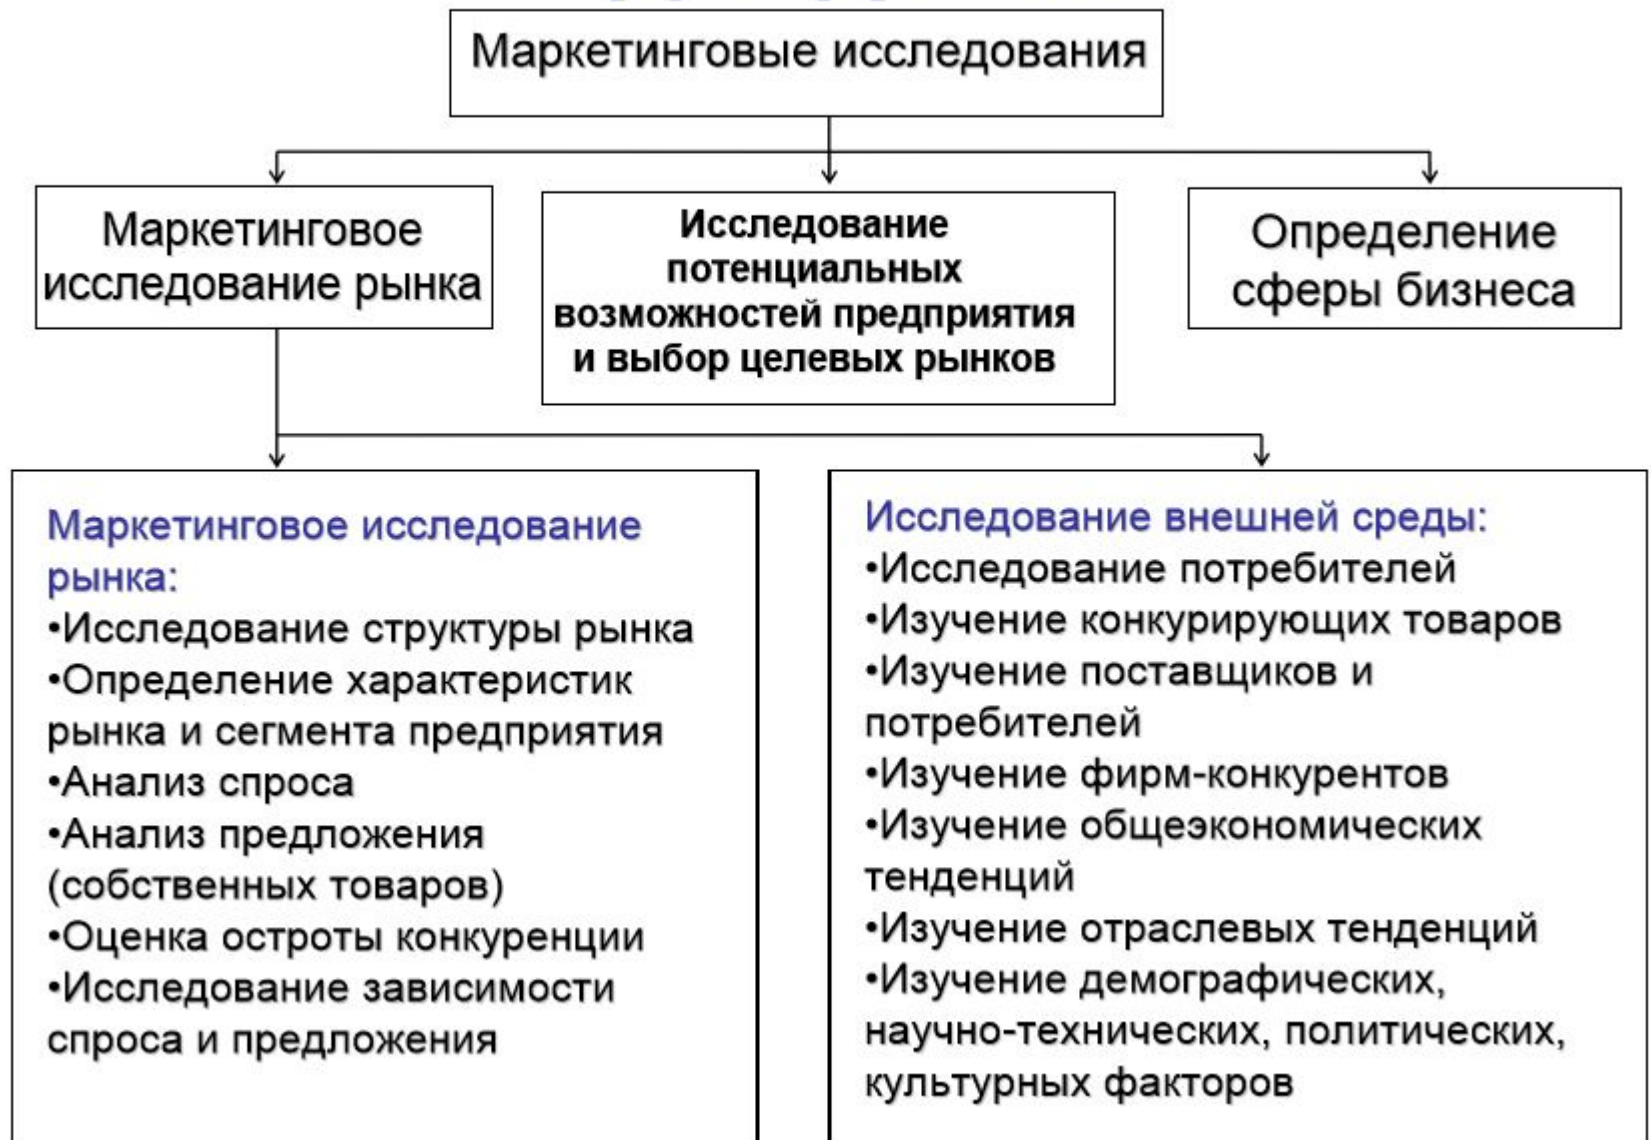 Маркетинговые исследования
Маркетинговое
исследование рынка
Исследование
потенциальных
возможностей предприятия
и выбор целевых рынков
Определение
сферы бизнеса
Маркетинговое исследование
рынка:
•Исследование структуры рынка
•Определение характеристик
рынка и сегмента предприятия
•Анализ спроса
•Анализ предложения
(собственных товаров)
•Оценка остроты конкуренции
•Исследование зависимости
спроса и предложения
Исследование внешней среды:
•Исследование потребителей
•Изучение конкурирующих товаров
•Изучение поставщиков и
потребителей
•Изучение фирм-конкурентов
•Изучение общеэкономических
тенденций
•Изучение отраслевых тенденций
•Изучение демографических,
научно-технических, политических,
культурных факторов